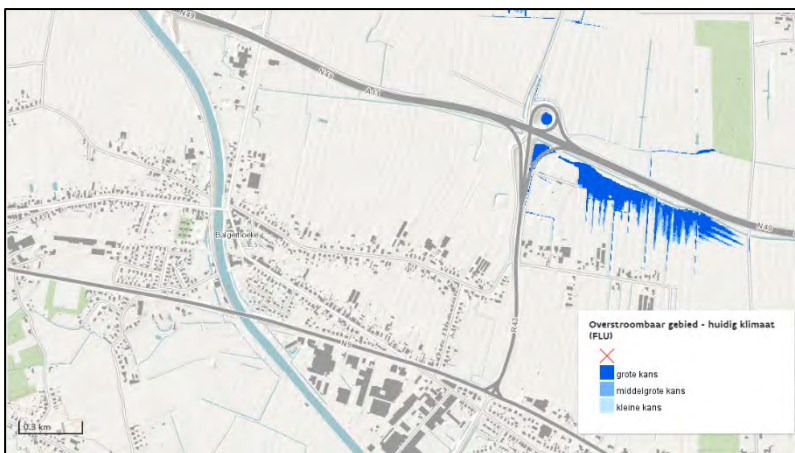 N49
N49
Balgerhoeke
R43
N49
N9
Overstroombaar gebied - huidig klimaat
(FLU)
grote kans
middelgrote kans
kleine kans
0.3 km